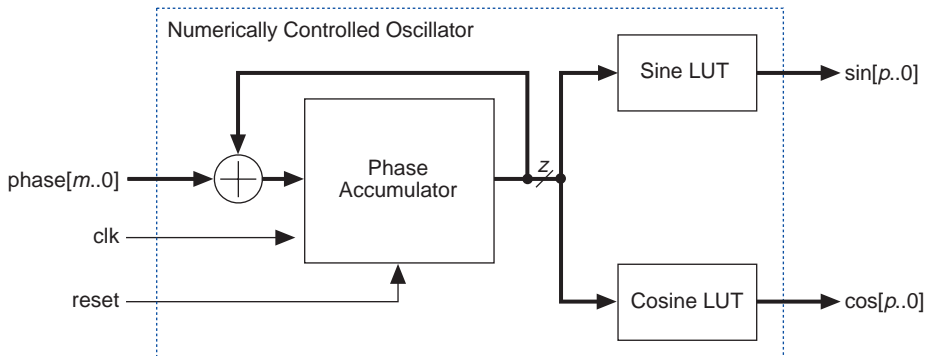 Numerically Controlled Oscillator
Sine LUT
sin[p..0]
Phase
Accumulator
z
phase[m..0]
clk
reset
Cosine LUT
cos[p..0]